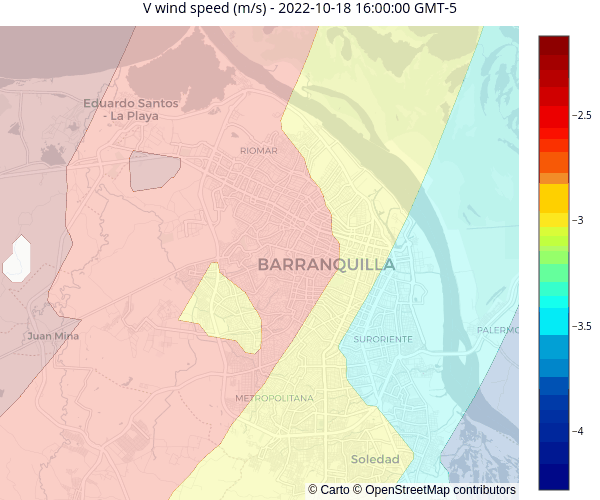 V wind speed (m/s) - 2022-10-18 16:00:00 GMT-5
Eduardo Santos
- La Playa
RIOMAR
BARRANQUILLA
Juan Mina
SURORIENTE
PALERMO
METROPOLITANA
Soledad
−2.5
−3
−3.5
−4
© Carto © OpenStreetMap contributors